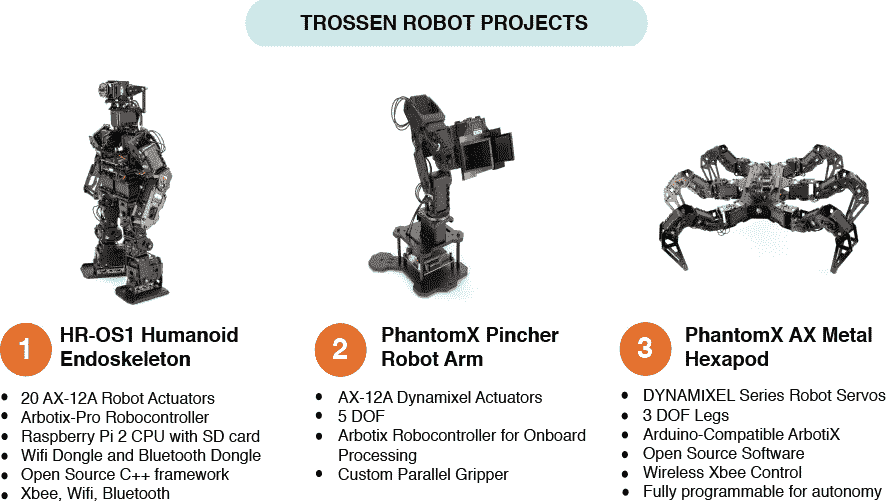 TROSSEN ROBOT PROJECTS
1
HR-OS1 Humanoid
Endoskeleton
• 20 AX-12A Robot Actuators
• Arbotix-Pro Robocontroller
• Raspberry Pi 2 CPU with SD card
• Wifi Dongle and Bluetooth Dongle
• Open Source C++ framework
• Xbee, Wifi, Bluetooth
2
PhantomX Pincher
Robot Arm
• AX-12A Dynamixel Actuators
• 5 DOF
• Arbotix Robocontroller for Onboard
Processing
• Custom Parallel Gripper
3
PhantomX AX Metal
Hexapod
• DYNAMIXEL Series Robot Servos
• 3 DOF Legs
• Arduino-Compatible ArbotiX
• Open Source Software
• Wireless Xbee Control
• Fully programmable for autonomy